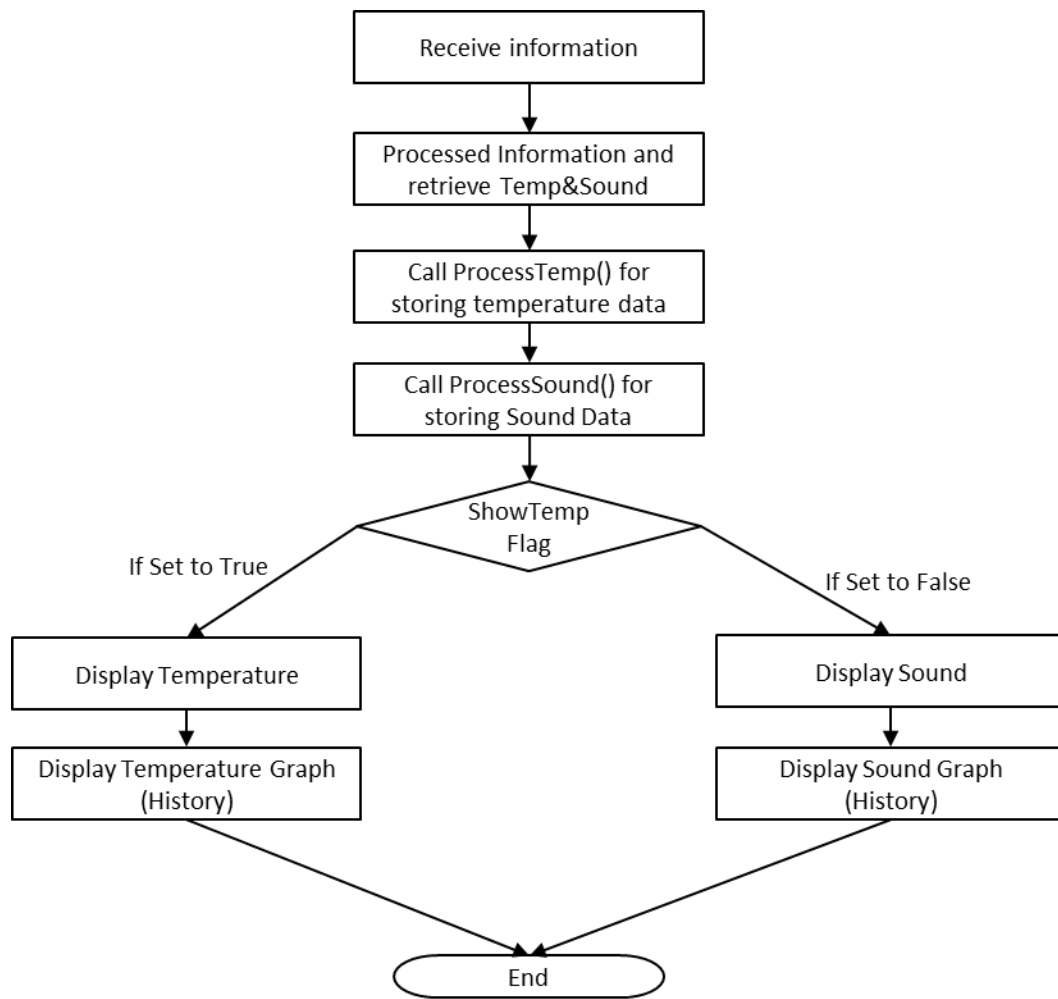 Receive information
Processed Information and
retrieve Temp&Sound
Call ProcessTemp() for
storing temperature data
Call ProcessSound() for
storing Sound Data
ShowTemp
Flag
If Set to True
If Set to False
Display Temperature
Display Sound
Display Temperature Graph
(History)
Display Sound Graph
(History)
End